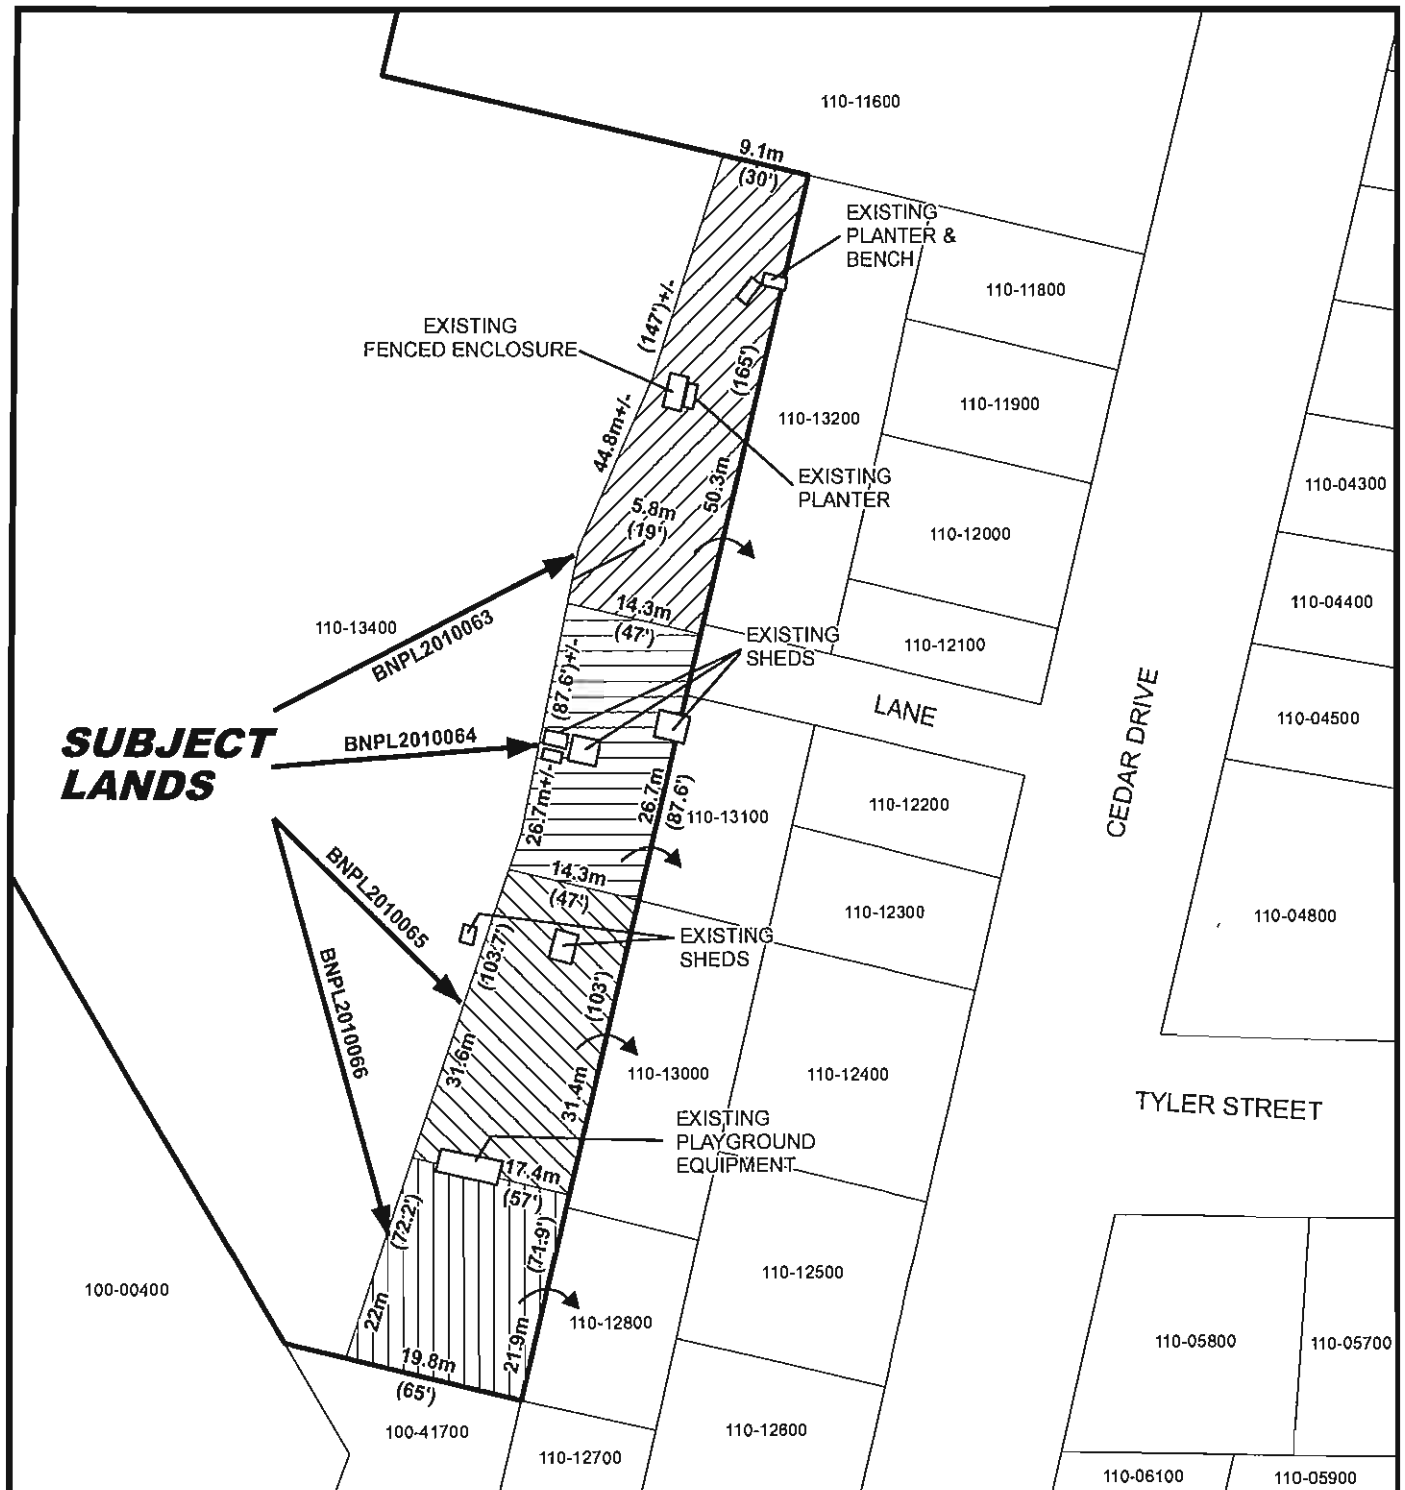 110-11600
9.1m
(30')
EXISTING
PLANTER &
BENCH
110-11800
EXISTING
FENCED ENCLOSURE
(147')+/-
44.8m+/-
(165')
50.3m
110-13200
110-11900
EXISTING
PLANTER
110-04300
5.8m
(19')
110-12000
110-04400
110-13400
BNPL2010063
14.3m
(47')
EXISTING
SHEDS
110-12100
LANE
CEDAR DRIVE
110-04500
SUBJECT
LANDS
BNPL2010064
(87.6')+/-
26.7m+/-
26.7m
(87.6')
110-13100
110-12200
14.3m
(47')
110-12300
110-04800
BNPL2010065
BNPL2010066
EXISTING
SHEDS
(103.7')
31.6m
(103')
31.4m
110-13000
110-12400
TYLER STREET
EXISTING
PLAYGROUND
EQUIPMENT
17.4m
(57')
(72.2')
22m
(71.9')
21.9m
110-12500
100-00400
110-12800
110-05800
110-05700
19.8m
(65')
100-41700
110-12700
110-12600
110-06100
110-05900